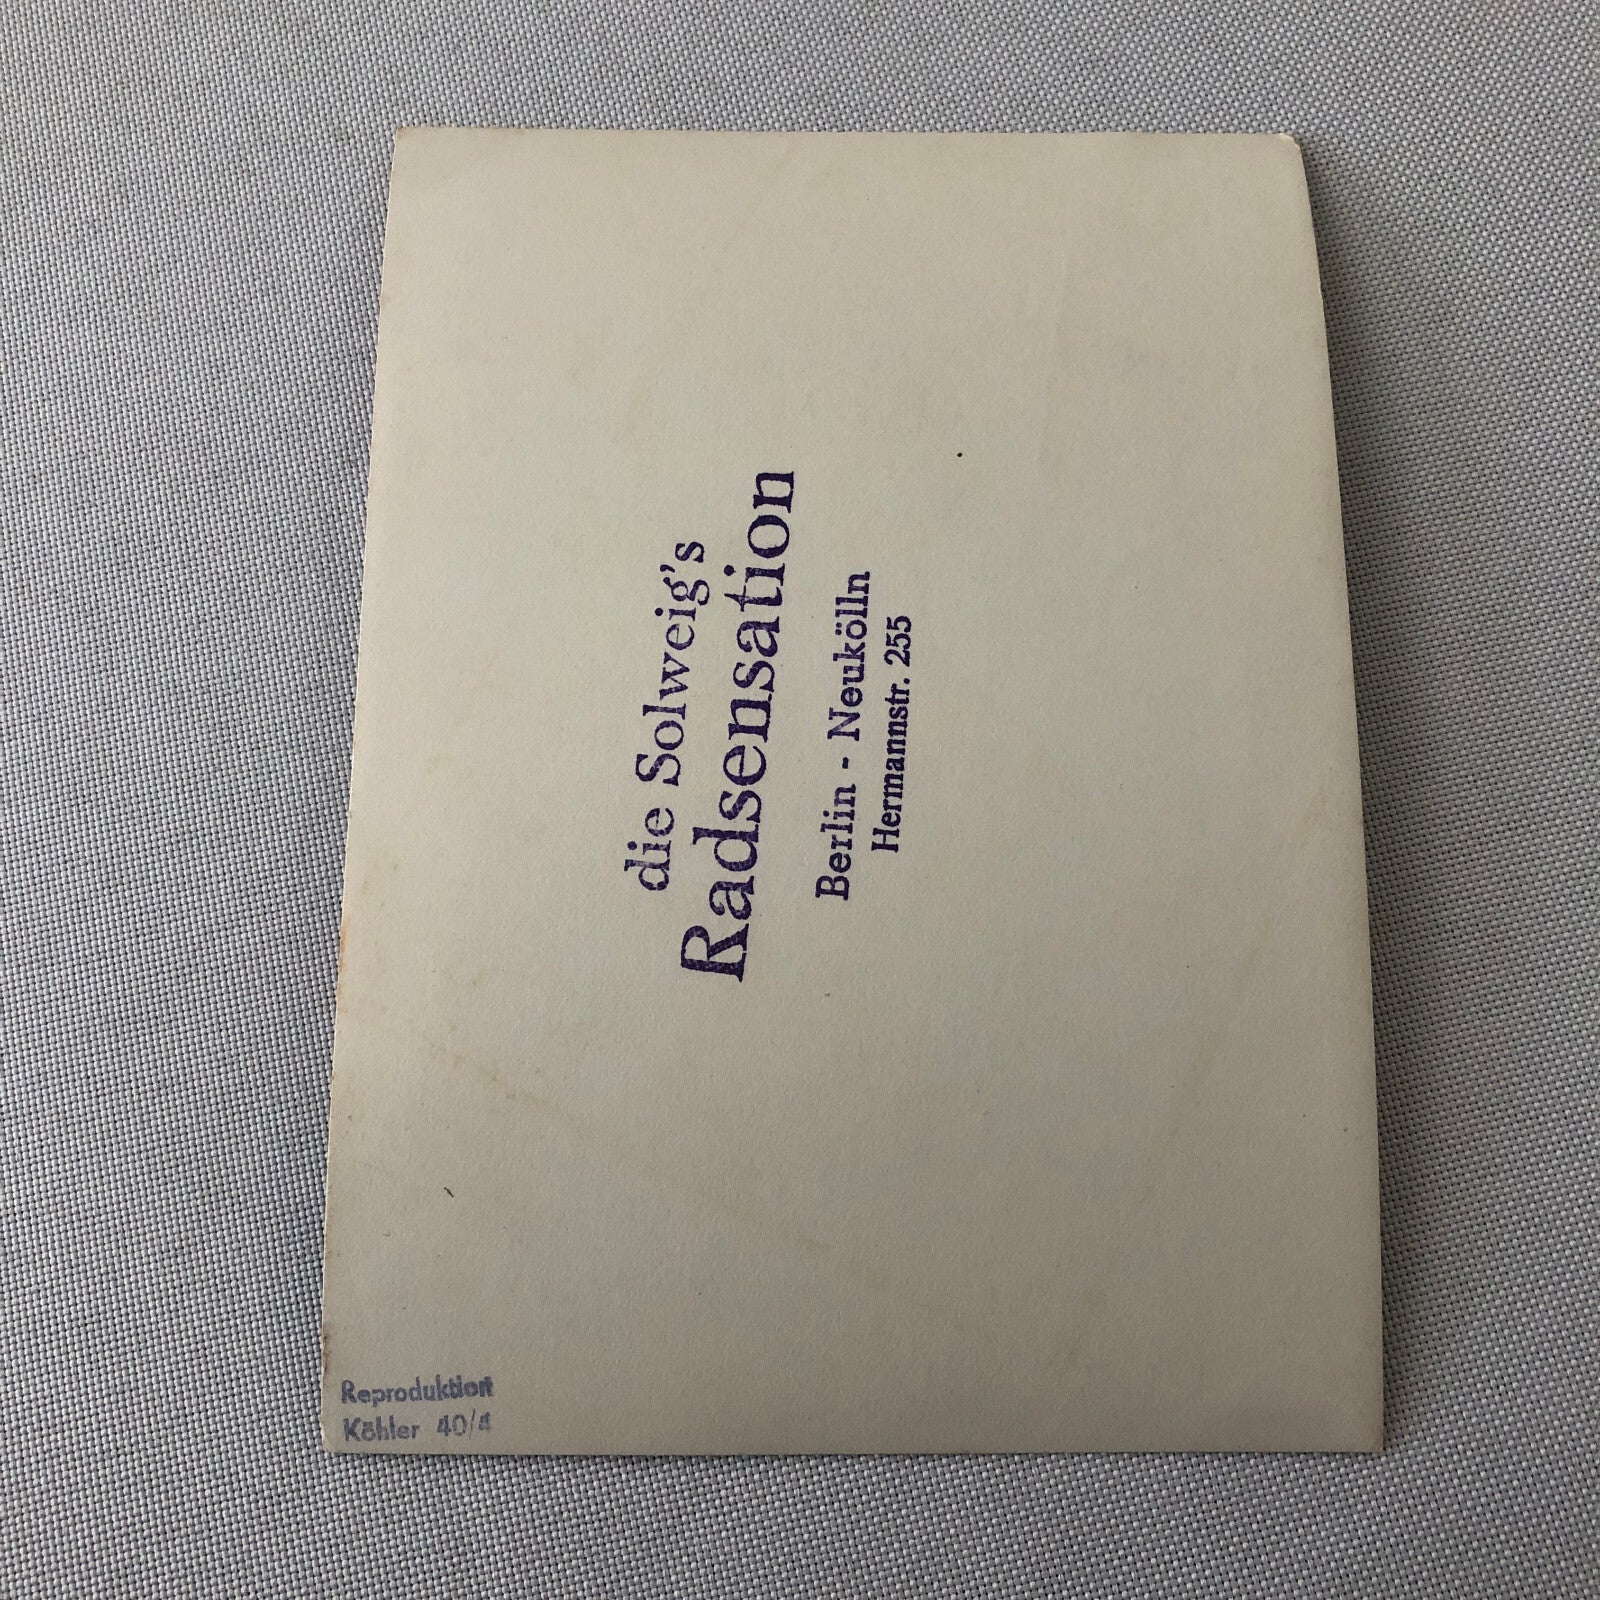 die Solweig's
Radsensation
Berlin - Neukölln
Hermannstr. 255
Reproduktion
Köhler 40/4